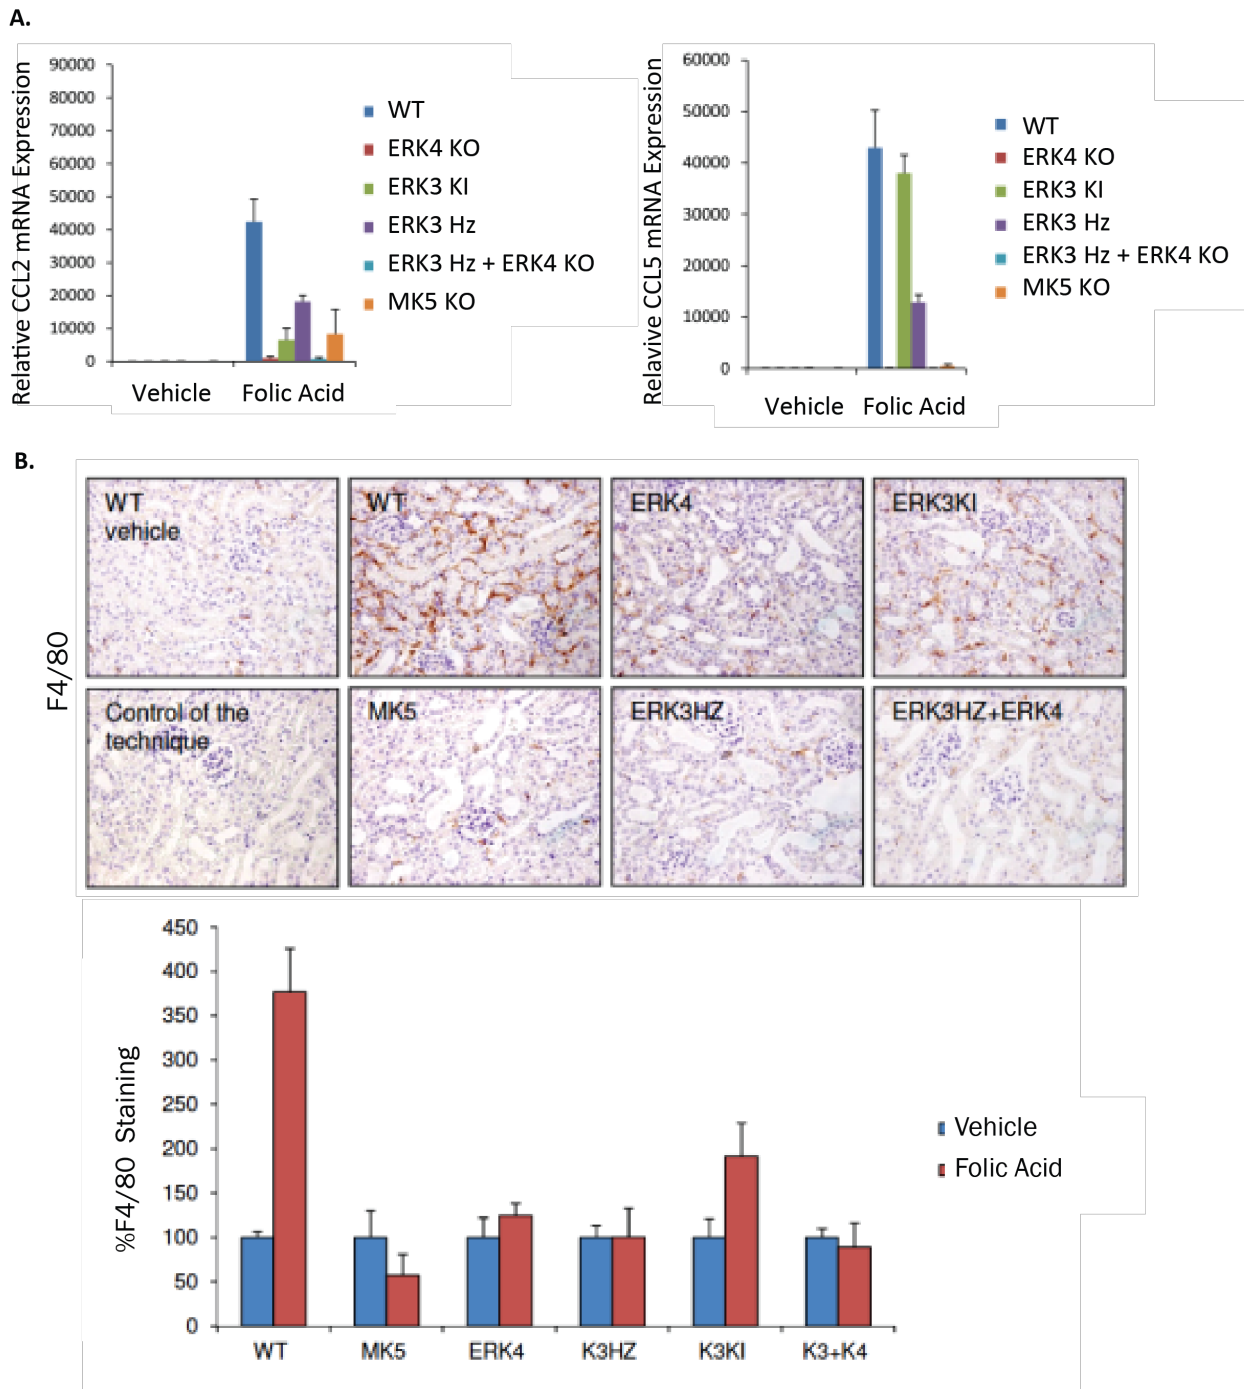 A.
Relative CCL2 mRNA Expression
90000
80000
70000
60000
50000
40000
30000
20000
10000
0
Vehicle Folic Acid
WT
ERK4 KO
ERK3 KI
ERK3 Hz
ERK3 Hz + ERK4 KO
MK5 KO
Relavive CCL5 mRNA Expression
60000
50000
40000
30000
20000
10000
0
Vehicle Folic Acid
WT
ERK4 KO
ERK3 KI
ERK3 Hz
ERK3 Hz + ERK4 KO
MK5 KO
B.
F4/80
WT
vehicle
WT
ERK4
ERK3KI
Control of the
technique
MK5
ERK3HZ
ERK3HZ+ERK4
%F4/80 Staining
450
400
350
300
250
200
150
100
50
0
WT MK5 ERK4 K3HZ K3KI K3+K4
Vehicle
Folic Acid